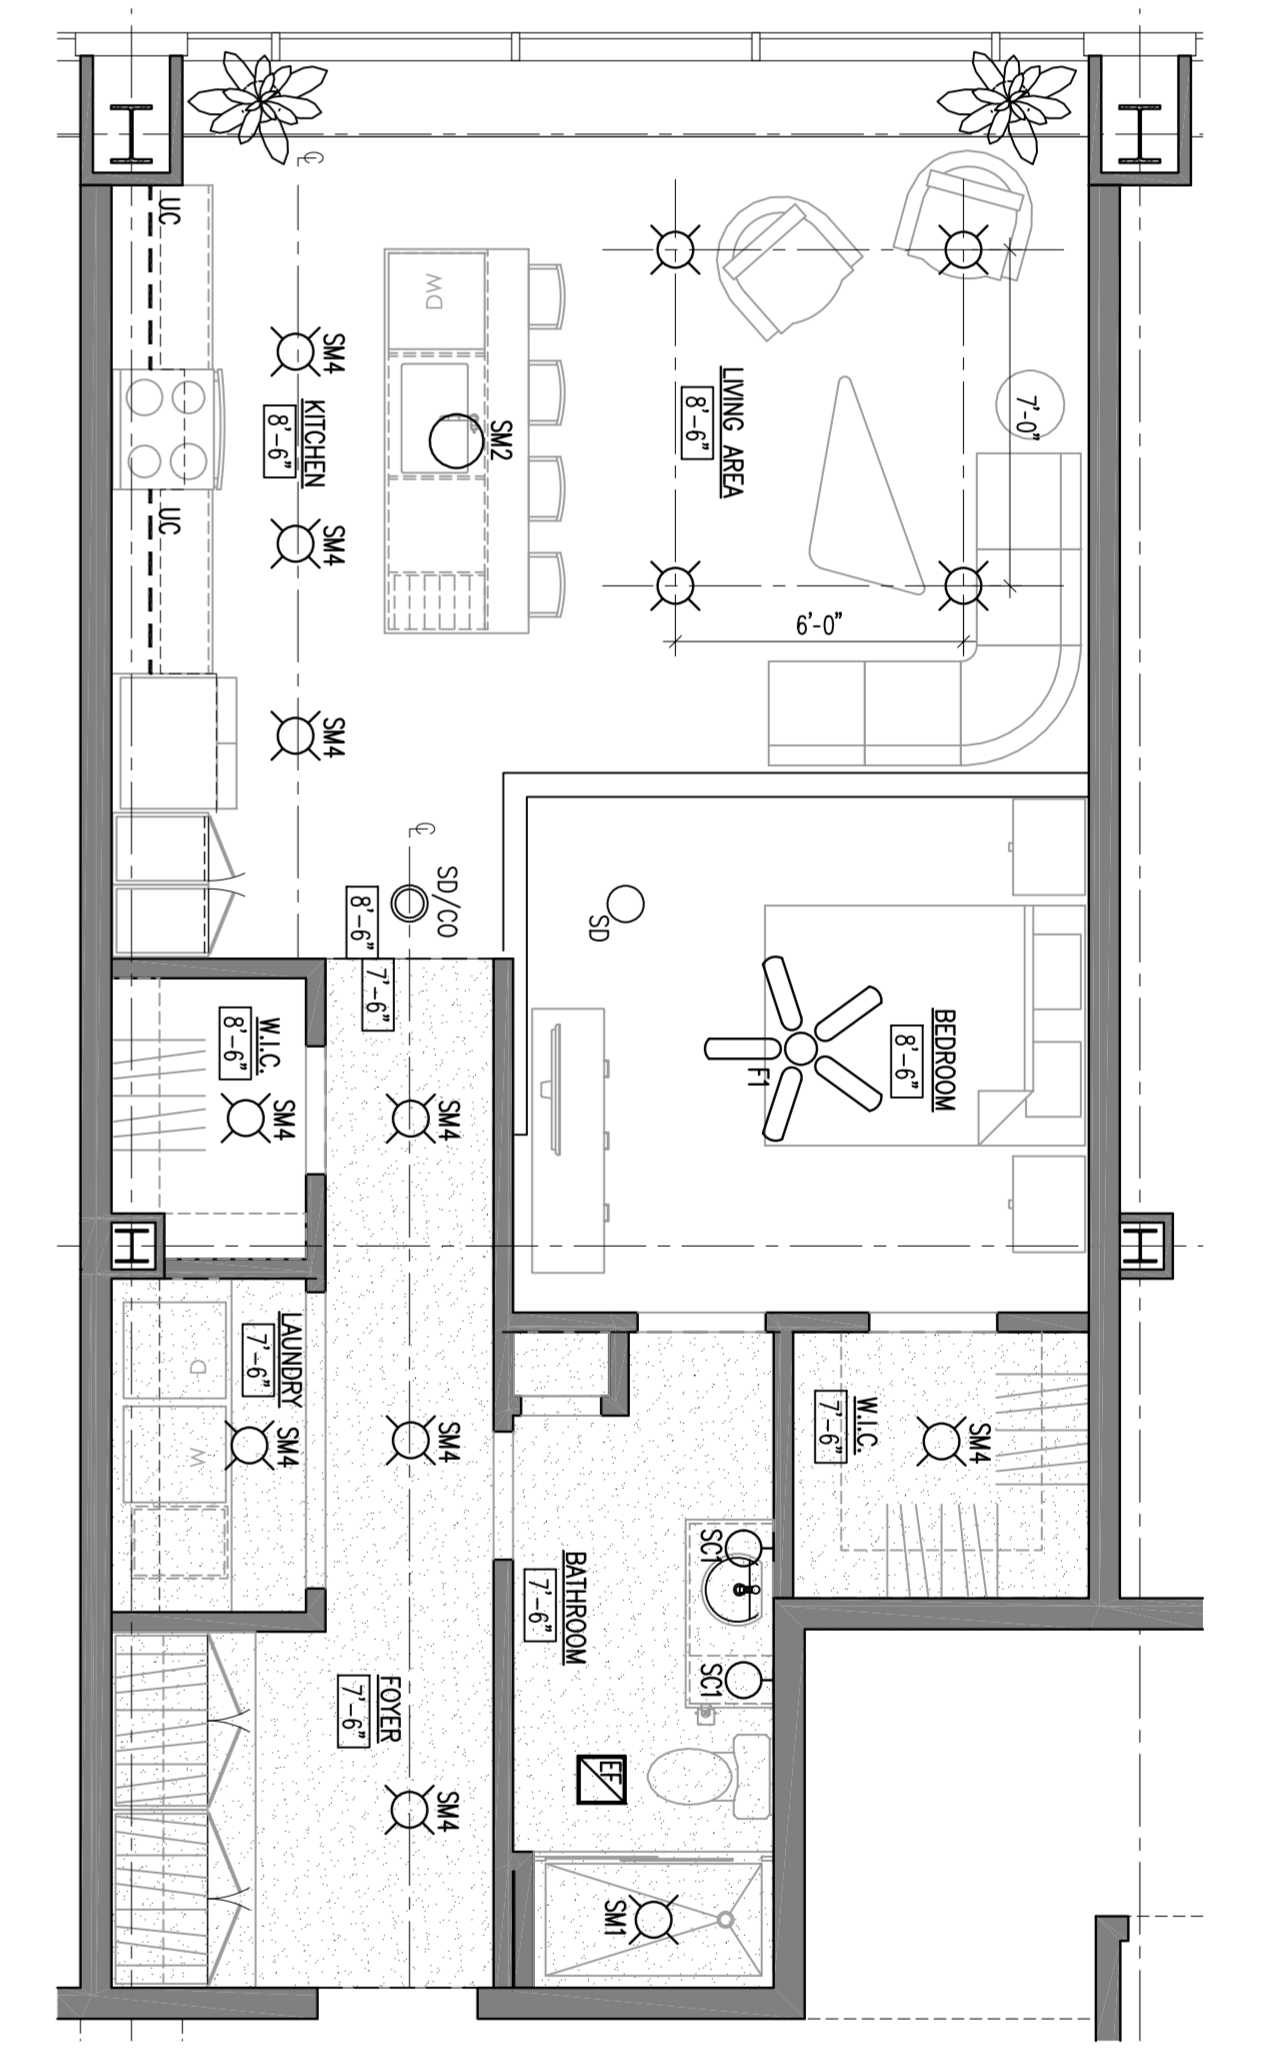 ℄
UC
SM4
KITCHEN
8'-6"
UC
SM4
SM4
DW
SM2
LIVING AREA
8'-6"
7'-0"
6'-0"
℄
SD/CO
8'-6"
7'-6"
SD
F1
BEDROOM
8'-6"
W.I.C.
8'-6"
SM4
SM4
LAUNDRY
7'-6"
D
W
SM4
SM4
W.I.C.
7'-6"
SM4
SC1
SC1
BATHROOM
7'-6"
EF
FOYER
7'-6"
SM4
SM1